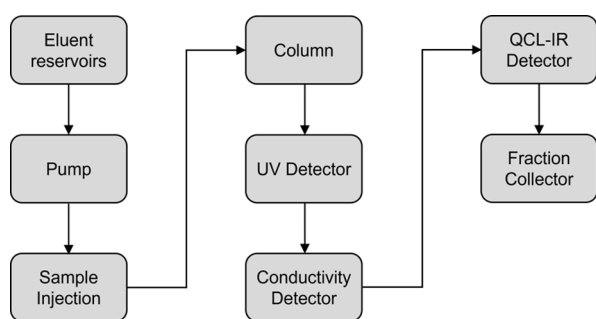 Eluent
reservoirs
Pump
Sample
Injection
Column
UV Detector
Conductivity
Detector
QCL-IR
Detector
Fraction
Collector